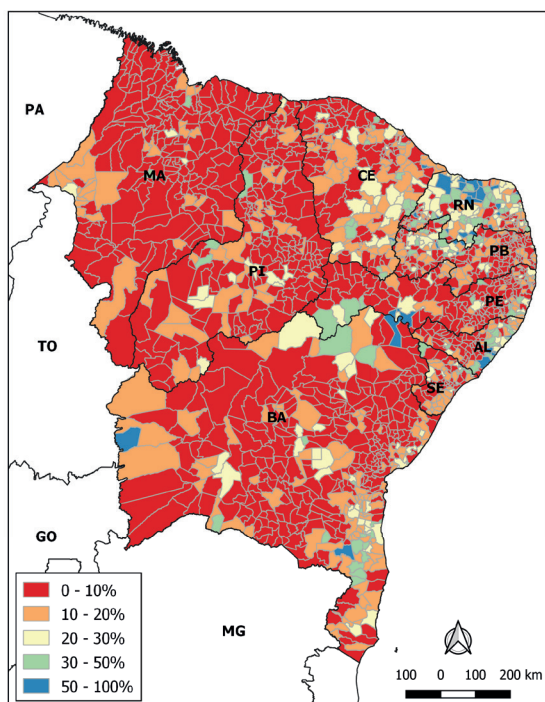 PA
MA
CE
RN
PB
PI
PE
TO
AL
SE
BA
GO
MG
0 - 10%
10 - 20%
20 - 30%
30 - 50%
50 - 100%
100 0 100 200 km